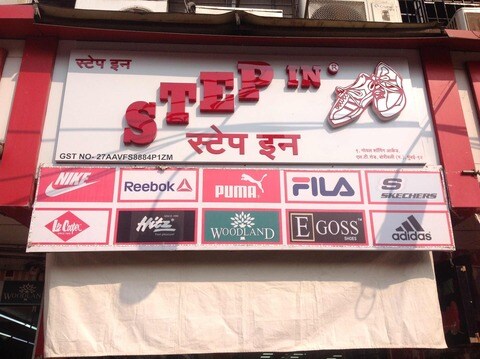 स्टेप इन
STEP IN ®
स्टेप इन
GST NO- 27AAVFS8884P1ZM
NIKE
Reebok
PUMA
FILA
SKECHERS
Lee Cooper
Hitz
WOODLAND
EGOSS
SHOES
adidas
WOODLAND